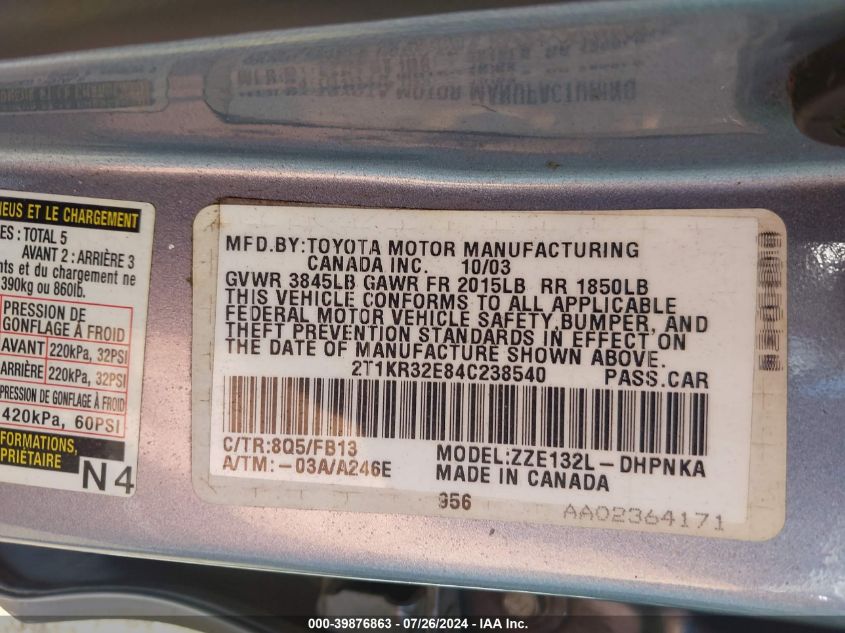 NEUS ET LE CHARGEMENT
ES : TOTAL 5
AVANT 2 : ARRIÈRE 3
nts et du chargement ne
390kg ou 860lb.
PRESSION DE
GONFLAGE À FROID
AVANT 220kPa, 32PSI
ARRIÈRE 220kPa, 32PSI
PRESSION DE GONFLAGE À FROID
420kPa, 60PSI
FORMATIONS,
PRIÉTAIRE
N4
MFD.BY:TOYOTA MOTOR MANUFACTURING
CANADA INC. 10/03
GVWR 3845LB GAWR FR 2015LB RR 1850LB
THIS VEHICLE CONFORMS TO ALL APPLICABLE
FEDERAL MOTOR VEHICLE SAFETY,BUMPER, AND
THEFT PREVENTION STANDARDS IN EFFECT ON
THE DATE OF MANUFACTURE SHOWN ABOVE.
2T1KR32E84C238540 PASS.CAR
C/TR:8Q5/FB13 MODEL:ZZE132L-DHPNKA
A/TM:-03A/A246E MADE IN CANADA
956
AA02364171
000-39876863 - 07/26/2024 - IAA Inc.